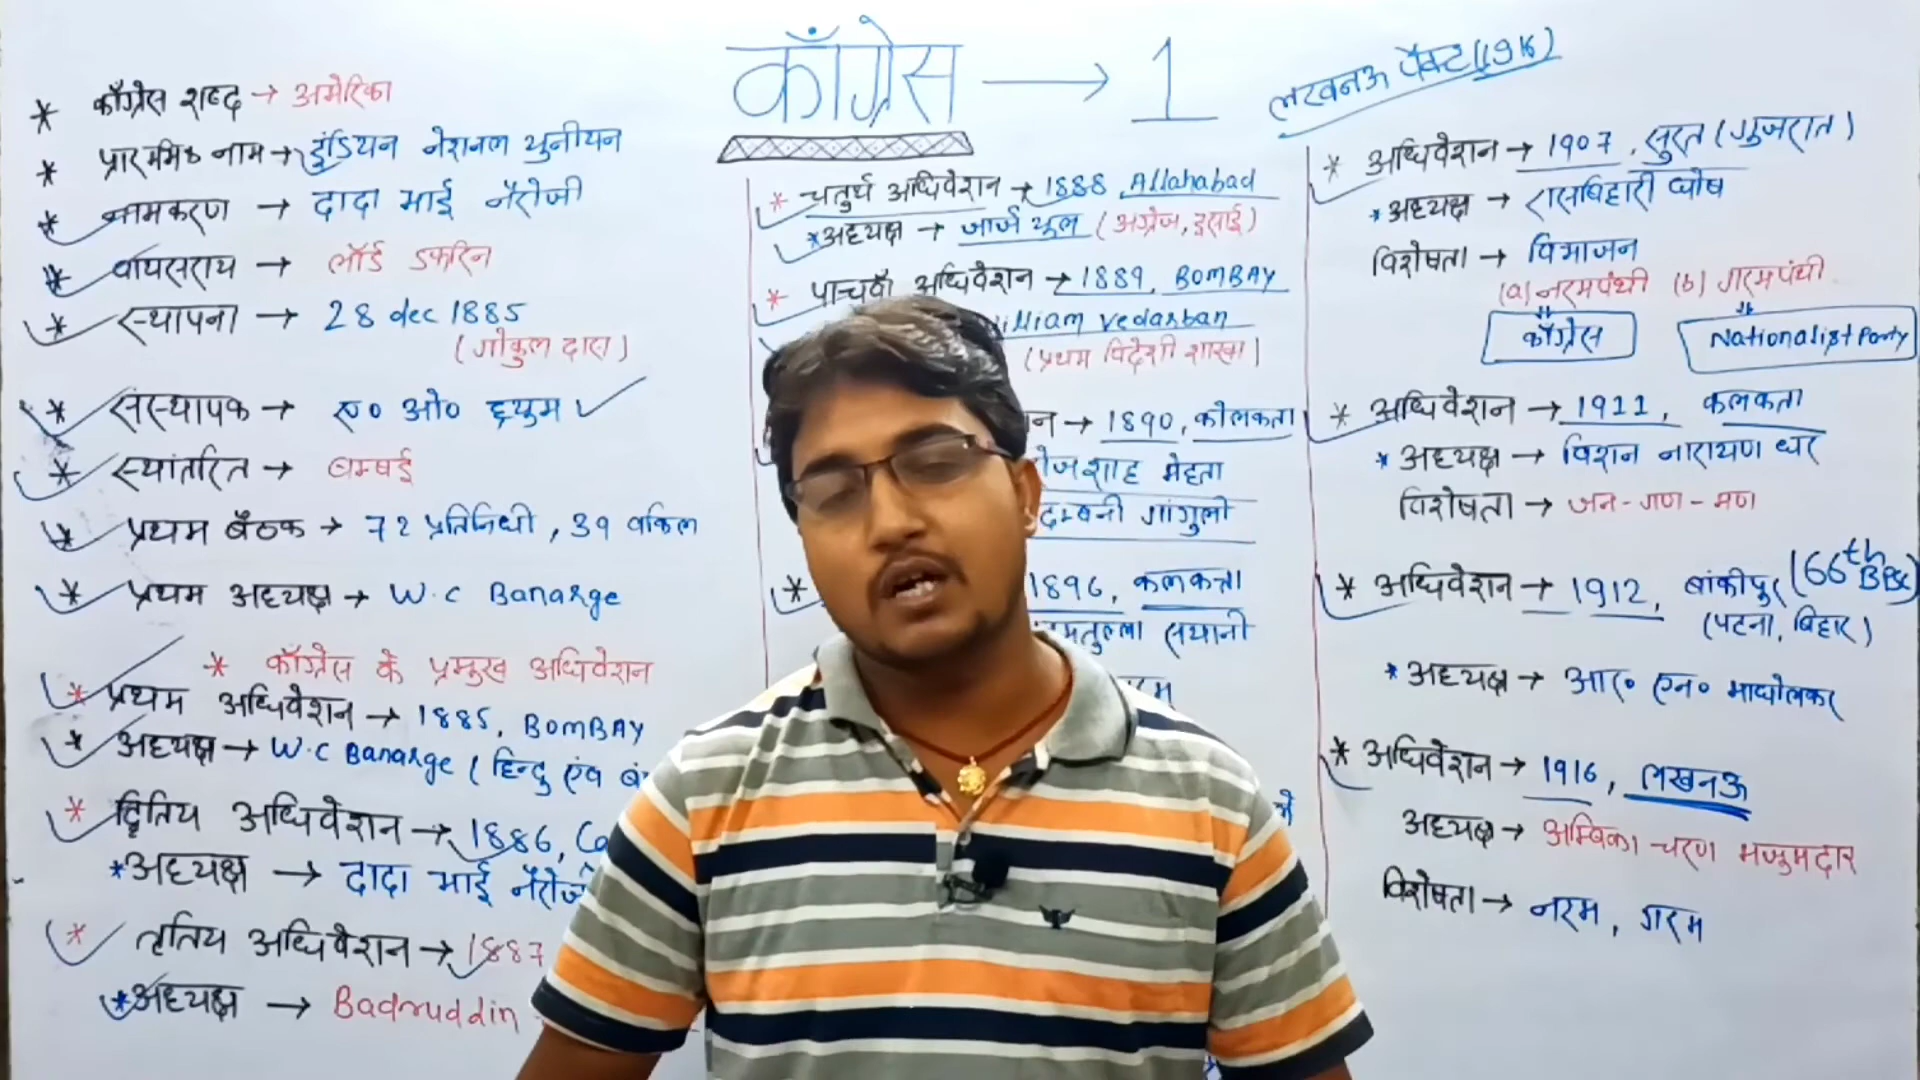 काँग्रेस → 1
* काँग्रेस शब्द → अमेरिका
* प्रारम्भिक नाम → इंडियन नेशनल युनीयन
* नामकरण → दादा भाई नैरोजी
* वायसराय → लॉर्ड डफरिन
* स्थापना → 28 dec 1885
(गोकुल दास)
* संस्थापक → ए० ओ० ह्युम
* स्थांतरित → बम्बई
* प्रथम बैठक → 72 प्रतिनिधी, 39 वकिल
* प्रथम अध्यक्ष → W.C Banarge
* काँग्रेस के प्रमुख अधिवेशन
* प्रथम अधिवेशन → 1885, BOMBAY
* अध्यक्ष → W.C Banarge (हिन्दु एंव
* द्वितिय अधिवेशन → 1886, Ca
* अध्यक्ष → दादा भाई नैरोजी
* तृतिय अधिवेशन → 1887
* अध्यक्ष → Badruddin
* चतुर्थ अधिवेशन → 1888, Allahabad
* अध्यक्ष → जार्ज युल (अंग्रेज, इसाई)
* पाचवाँ अधिवेशन → 1889, BOMBAY
illiam vedarban
(प्रथम विदेशी शाखा)
न → 1890, कोलकता
रोजशाह मेहता
दम्बनी गांगुली
* 1896, कलकत्ता
हमतुल्ला सयानी
लखनऊ पैक्ट (1916)
* अधिवेशन → 1907, सुरत (गुजरात)
* अध्यक्ष → रासबिहारी घोष
विशेषता → विभाजन
(a) नरमपंथी (b) गरमपंथी
काँग्रेस Nationalist Party
* अधिवेशन → 1911, कलकता
* अध्यक्ष → विशन नारायण धर
विशेषता → जन-गण-मण
* अधिवेशन → 1912, बांकीपुर (66th BPSC)
(पटना, बिहार)
* अध्यक्ष → आर० एन० माधोलकर
* अधिवेशन → 1916, लखनऊ
अध्यक्ष → अम्बिका चरण मजुमदार
विशेषता → नरम, गरम